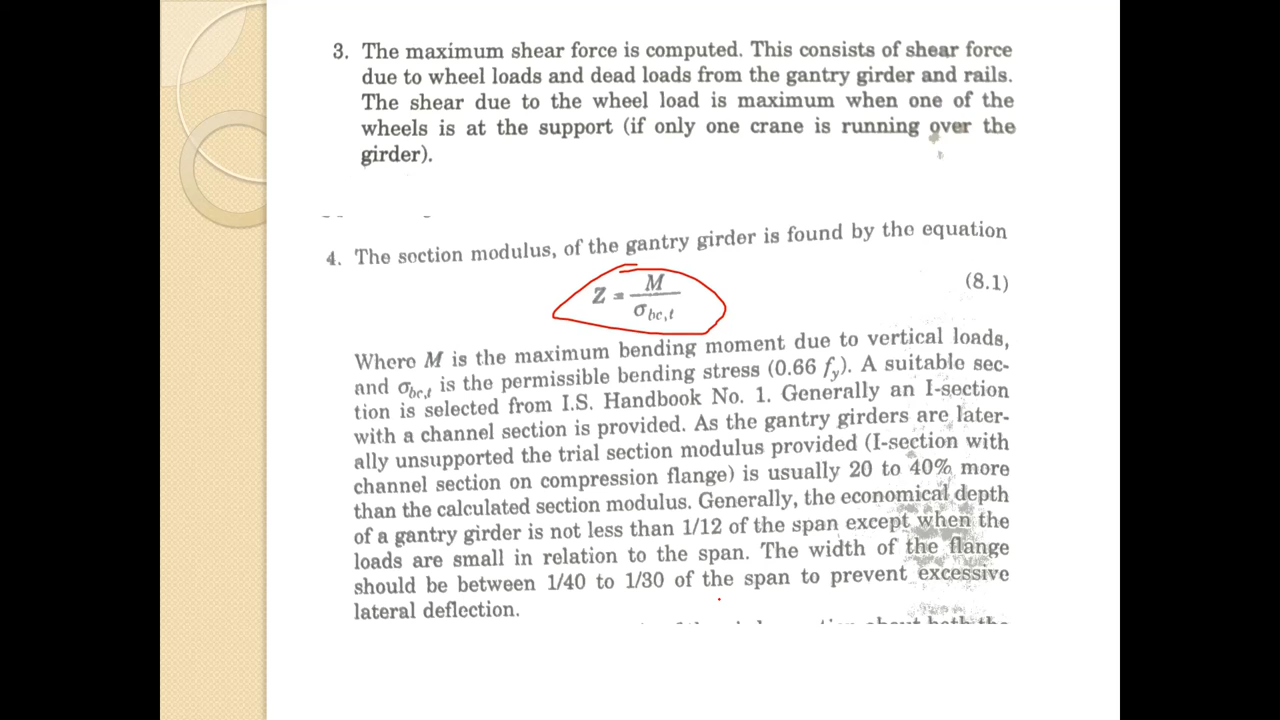 3. The maximum shear force is computed. This consists of shear force
due to wheel loads and dead loads from the gantry girder and rails.
The shear due to the wheel load is maximum when one of the
wheels is at the support (if only one crane is running over the
girder).
4. The section modulus, of the gantry girder is found by the equation
Z = M / σbc,t (8.1)
Where M is the maximum bending moment due to vertical loads,
and σbc,t is the permissible bending stress (0.66 fy). A suitable sec-
tion is selected from I.S. Handbook No. 1. Generally an I-section
with a channel section is provided. As the gantry girders are later-
ally unsupported the trial section modulus provided (I-section with
channel section on compression flange) is usually 20 to 40% more
than the calculated section modulus. Generally, the economical depth
of a gantry girder is not less than 1/12 of the span except when the
loads are small in relation to the span. The width of the flange
should be between 1/40 to 1/30 of the span to prevent excessive
lateral deflection.